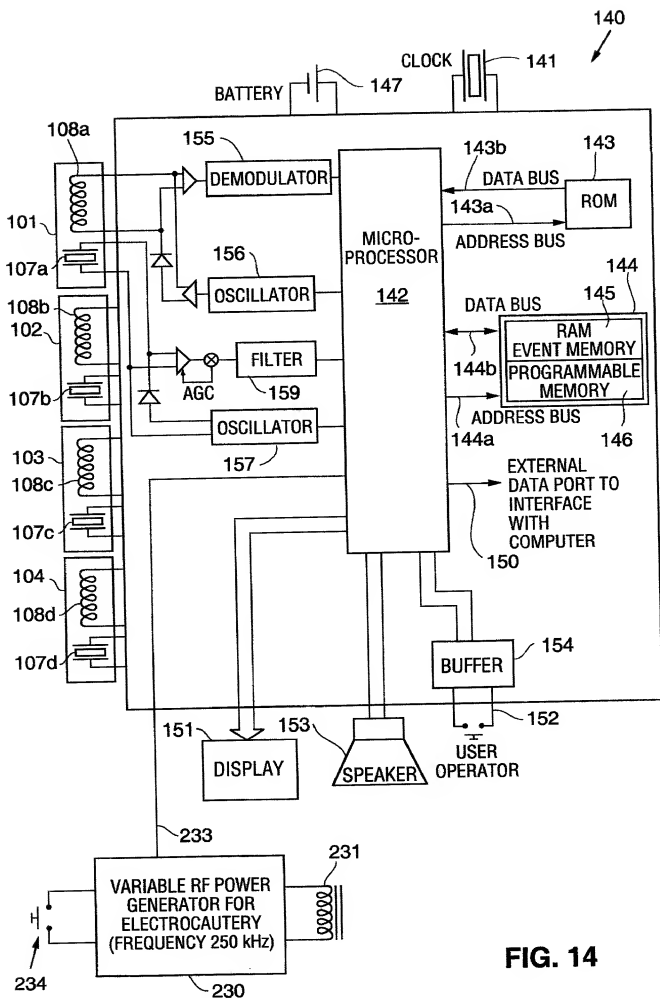 140
CLOCK
141
147
BATTERY
108a
155
DEMODULATOR
143b
143
DATA BUS
ROM
143a
ADDRESS BUS
101
107a
MICRO-
PROCESSOR
142
156
OSCILLATOR
108b
102
107b
DATA BUS
144
145
RAM
EVENT MEMORY
PROGRAMMABLE
MEMORY
144b
ADDRESS BUS
144a
146
AGC
FILTER
159
OSCILLATOR
157
103
108c
107c
EXTERNAL
DATA PORT TO
INTERFACE
WITH
COMPUTER
150
104
108d
107d
BUFFER
154
152
USER
OPERATOR
151
DISPLAY
153
SPEAKER
233
VARIABLE RF POWER
GENERATOR FOR
ELECTROCAUTERY
(FREQUENCY 250 kHz)
231
234
230
FIG. 14